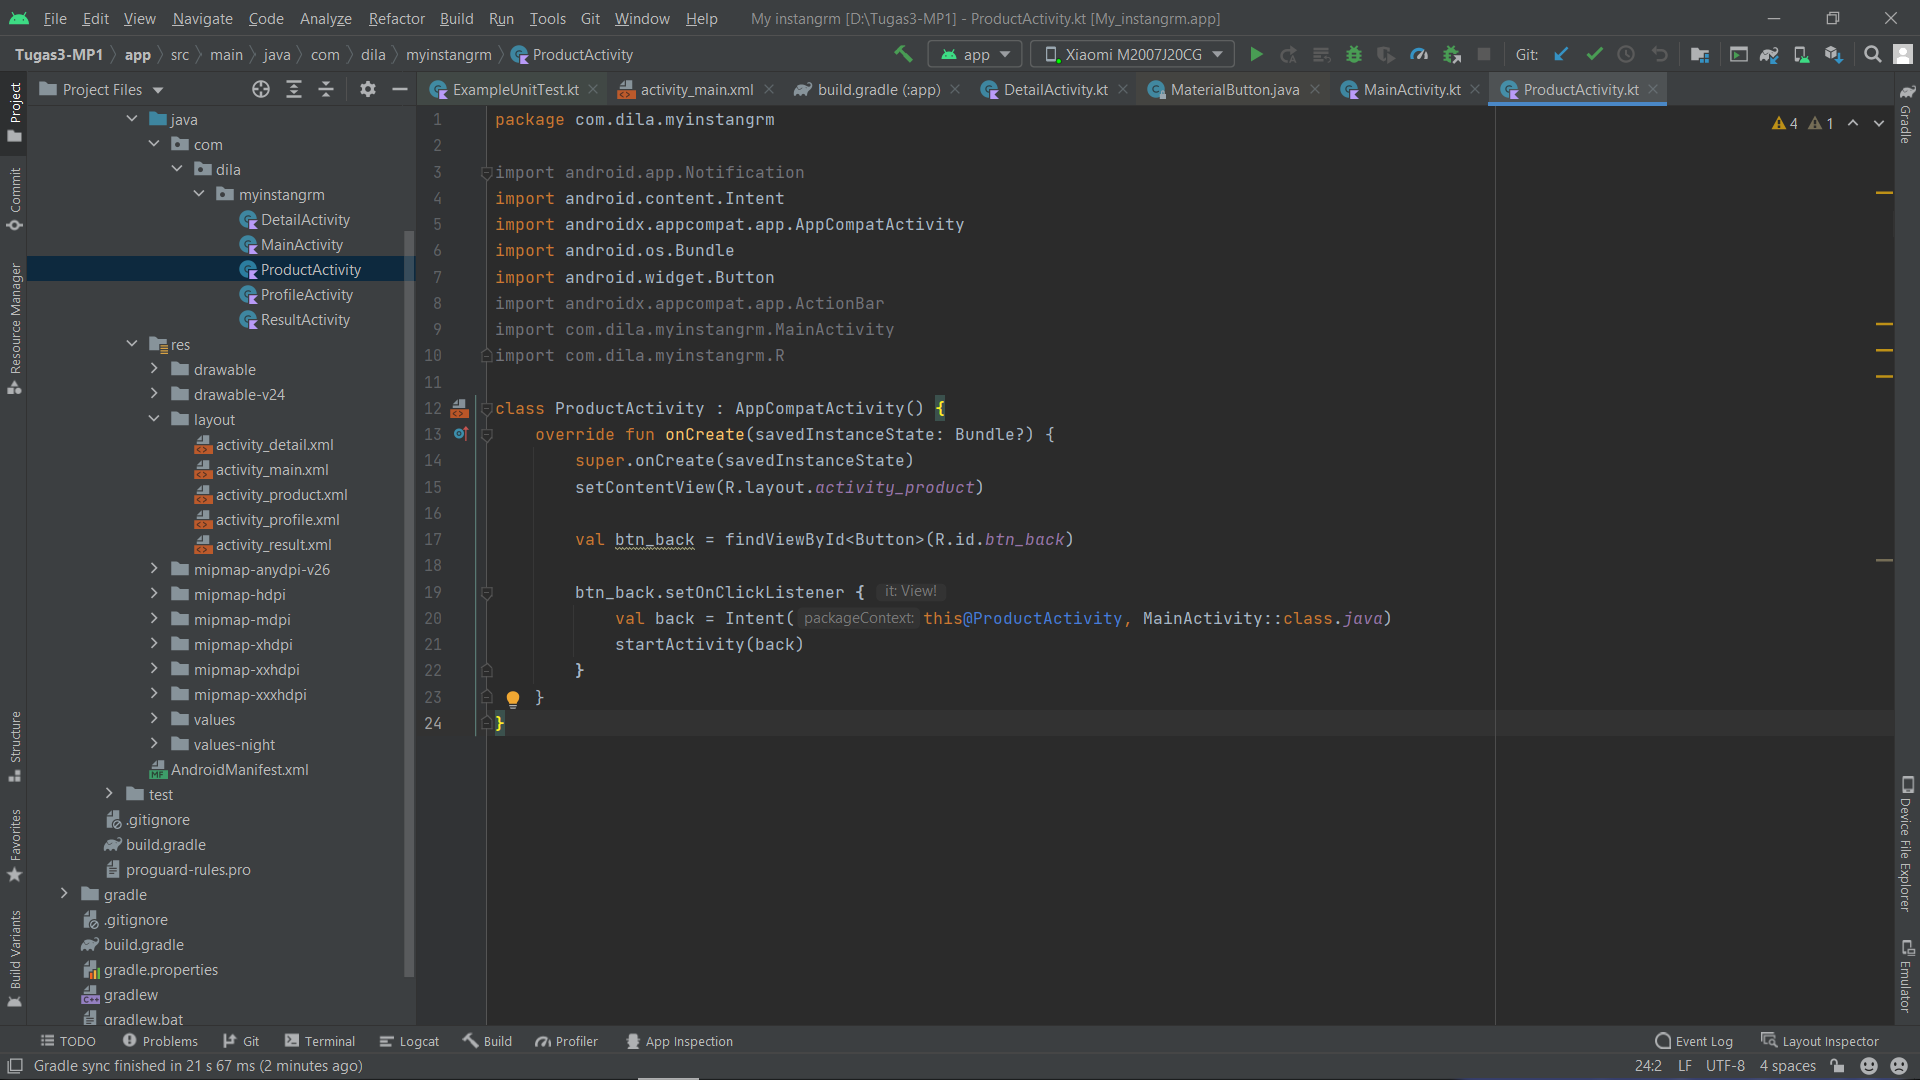 File Edit View Navigate Code Analyze Refactor Build Run Tools Git Window Help My instangrm [D:\Tugas3-MP1] - ProductActivity.kt [My_instangrm.app]
Tugas3-MP1 app src main java com dila myinstangrm ProductActivity app Xiaomi M2007J20CG Git:
Project Files
ExampleUnitTest.kt activity_main.xml build.gradle (:app) DetailActivity.kt MaterialButton.java MainActivity.kt ProductActivity.kt
Project
Commit
Resource Manager
Structure
Favorites
Build Variants
java
com
dila
myinstangrm
DetailActivity
MainActivity
ProductActivity
ProfileActivity
ResultActivity
res
drawable
drawable-v24
layout
activity_detail.xml
activity_main.xml
activity_product.xml
activity_profile.xml
activity_result.xml
mipmap-anydpi-v26
mipmap-hdpi
mipmap-mdpi
mipmap-xhdpi
mipmap-xxhdpi
mipmap-xxxhdpi
values
values-night
AndroidManifest.xml
test
.gitignore
build.gradle
proguard-rules.pro
gradle
.gitignore
build.gradle
gradle.properties
gradlew
gradlew.bat
4 1
1 package com.dila.myinstangrm
2
3 import android.app.Notification
4 import android.content.Intent
5 import androidx.appcompat.app.AppCompatActivity
6 import android.os.Bundle
7 import android.widget.Button
8 import androidx.appcompat.app.ActionBar
9 import com.dila.myinstangrm.MainActivity
10 import com.dila.myinstangrm.R
11
12 class ProductActivity : AppCompatActivity() {
13 override fun onCreate(savedInstanceState: Bundle?) {
14 super.onCreate(savedInstanceState)
15 setContentView(R.layout.activity_product)
16
17 val btn_back = findViewById<Button>(R.id.btn_back)
18
19 btn_back.setOnClickListener { it: View!
20 val back = Intent( packageContext: this@ProductActivity, MainActivity::class.java)
21 startActivity(back)
22 }
23 }
24 }
Gradle
Device File Explorer
Emulator
TODO Problems Git Terminal Logcat Build Profiler App Inspection Event Log Layout Inspector
Gradle sync finished in 21 s 67 ms (2 minutes ago) 24:2 LF UTF-8 4 spaces